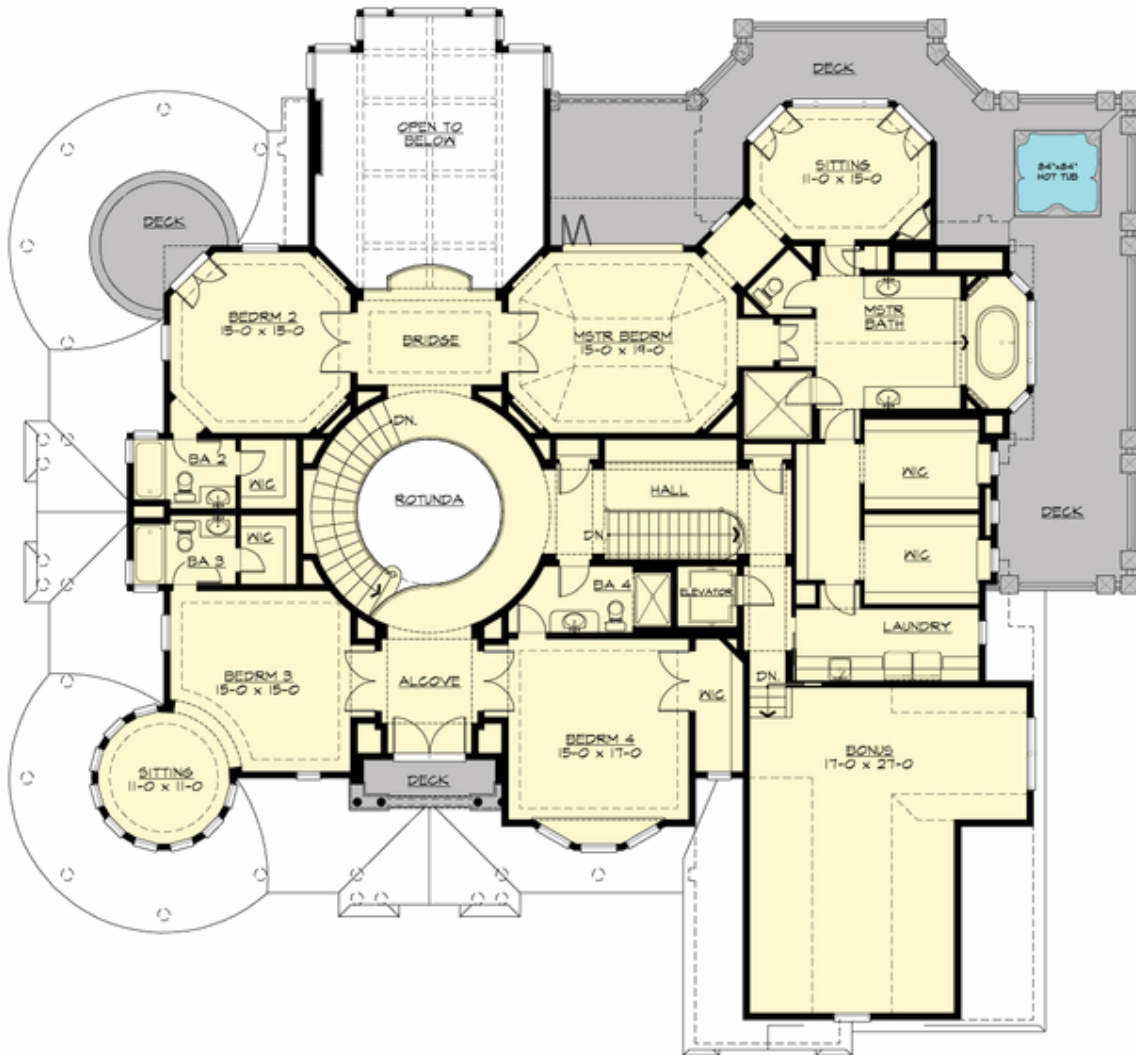 DECK
OPEN TO
BELOW
SITTING
11-0 x 15-0
84"x84"
HOT TUB
DECK
BEDRM 2
15-0 x 15-0
BRIDGE
MSTR BEDRM
15-0 x 19-0
MSTR
BATH
DN.
BA 2
WIC
ROTUNDA
HALL
WIC
DECK
DN.
BA 3
WIC
WIC
BA 4
ELEVATOR
LAUNDRY
BEDRM 3
15-0 x 15-0
ALCOVE
WIC
DN.
BEDRM 4
15-0 x 17-0
BONUS
17-0 x 27-0
SITTING
11-0 x 11-0
DECK